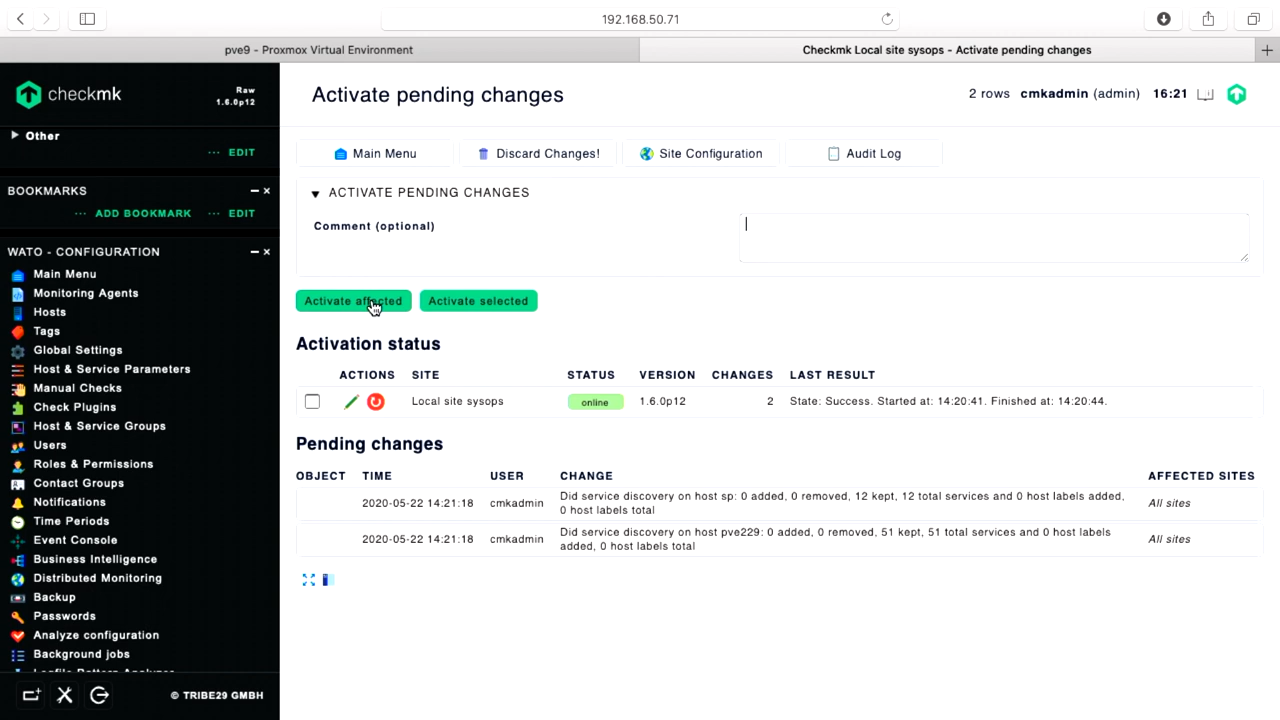 192.168.50.71
pve9 - Proxmox Virtual Environment
Checkmk Local site sysops - Activate pending changes
checkmk
Raw
1.6.0p12
Other
EDIT
BOOKMARKS
ADD BOOKMARK
EDIT
WATO - CONFIGURATION
Main Menu
Monitoring Agents
Hosts
Tags
Global Settings
Host & Service Parameters
Manual Checks
Check Plugins
Host & Service Groups
Users
Roles & Permissions
Contact Groups
Notifications
Time Periods
Event Console
Business Intelligence
Distributed Monitoring
Backup
Passwords
Analyze configuration
Background jobs
Logfile Pattern Analyzer
© TRIBE29 GMBH
Activate pending changes
2 rows cmkadmin (admin) 16:21
Main Menu
Discard Changes!
Site Configuration
Audit Log
ACTIVATE PENDING CHANGES
Comment (optional)
Activate affected
Activate selected
Activation status
ACTIONS SITE STATUS VERSION CHANGES LAST RESULT
Local site sysops online 1.6.0p12 2 State: Success. Started at: 14:20:41. Finished at: 14:20:44.
Pending changes
OBJECT TIME USER CHANGE AFFECTED SITES
2020-05-22 14:21:18 cmkadmin Did service discovery on host sp: 0 added, 0 removed, 12 kept, 12 total services and 0 host labels added, All sites
0 host labels total
2020-05-22 14:21:18 cmkadmin Did service discovery on host pve229: 0 added, 0 removed, 51 kept, 51 total services and 0 host labels All sites
added, 0 host labels total